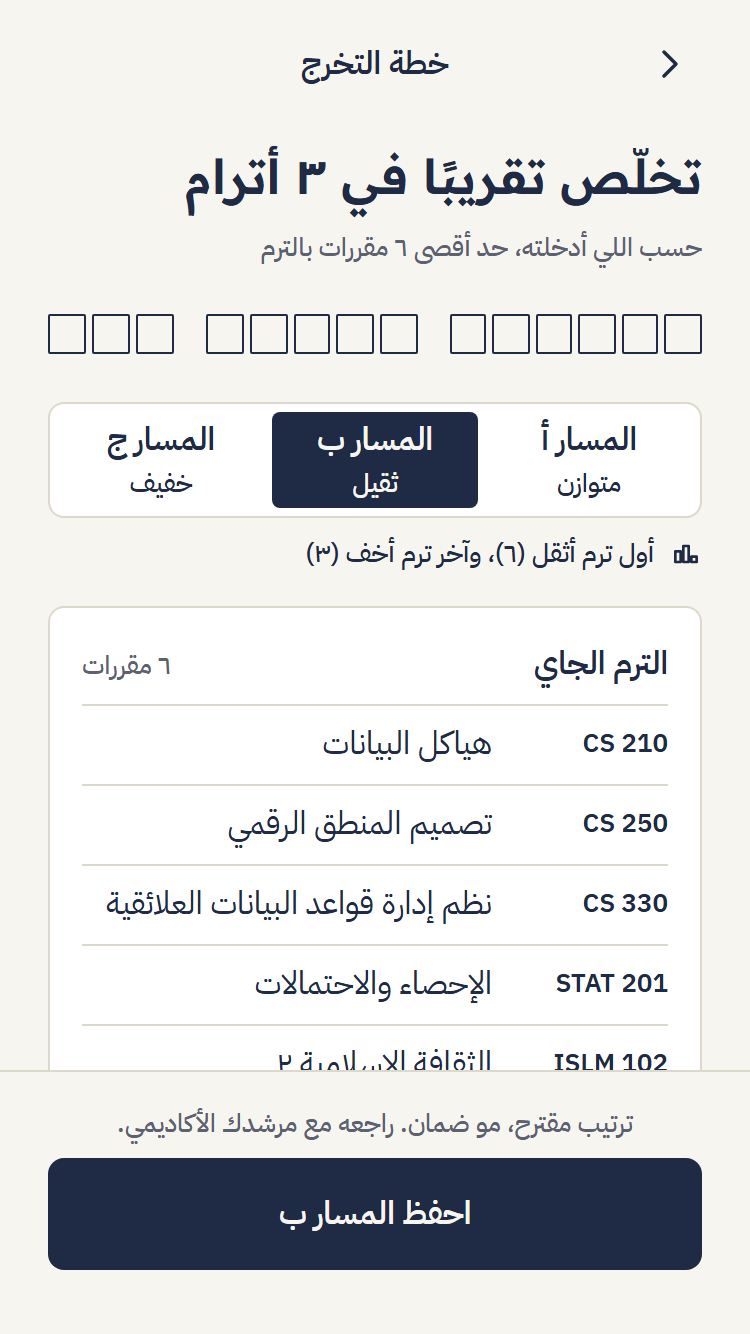 خطة التخرج
تخلّص تقريبًا في ٣ أترام
حسب اللي أدخلته، حد أقصى ٦ مقررات بالترم
المسار أ
متوازن
المسار ب
ثقيل
المسار ج
خفيف
أول ترم أثقل (٦)، وآخر ترم أخف (٣)
الترم الجاي ٦ مقررات
CS 210 هياكل البيانات
CS 250 تصميم المنطق الرقمي
CS 330 نظم إدارة قواعد البيانات العلائقية
STAT 201 الإحصاء والاحتمالات
ISLM 102 الثقافة الإسلامية ٢
ترتيب مقترح، مو ضمان. راجعه مع مرشدك الأكاديمي.
احفظ المسار ب